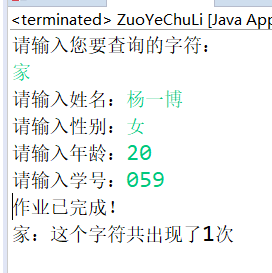 <terminated> ZuoYeChuLi [Java App
请输入您要查询的字符：
家
请输入姓名：杨一博
请输入性别：女
请输入年龄：20
请输入学号：059
作业已完成！
家：这个字符共出现了1次